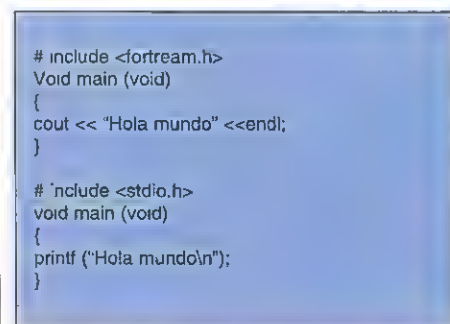 # include <fortream.h>
Void main (void)
{
cout << "Hola mundo" <<endl;
}
# include <stdio.h>
void main (void)
{
printf ("Hola mundo\n");
}